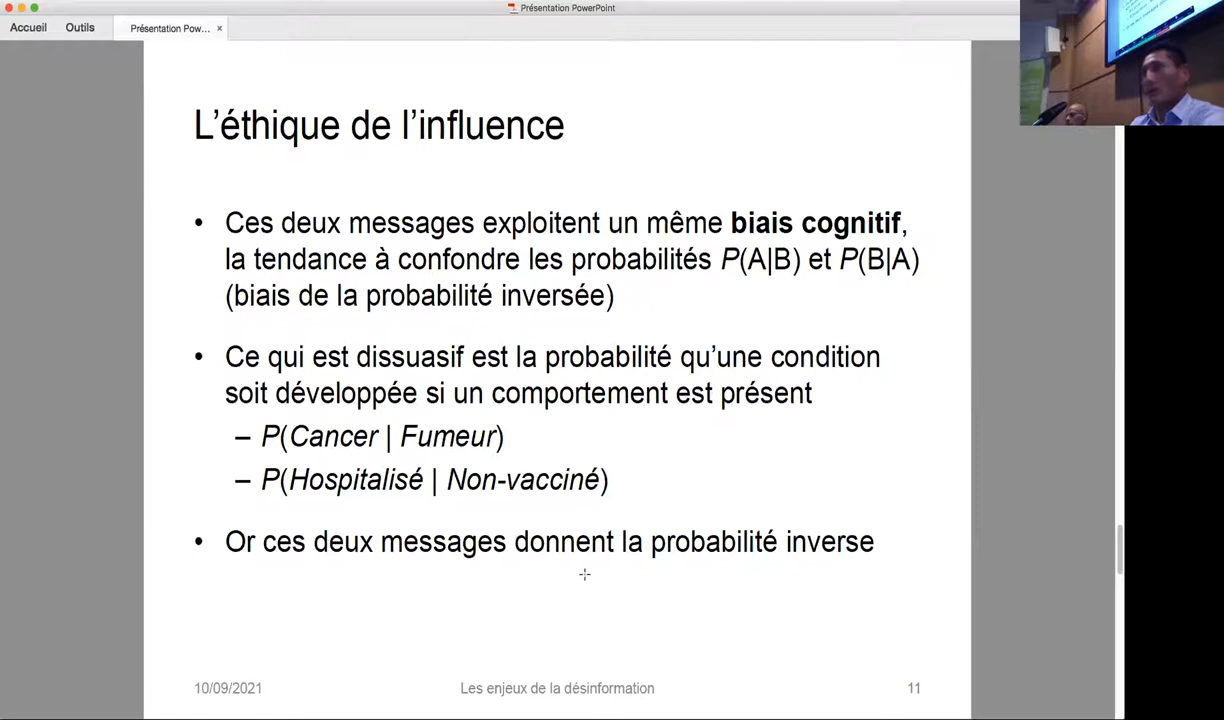 Présentation PowerPoint
Accueil Outils Présentation Pow... ×
L'éthique de l'influence
• Ces deux messages exploitent un même biais cognitif,
la tendance à confondre les probabilités P(A|B) et P(B|A)
(biais de la probabilité inversée)
• Ce qui est dissuasif est la probabilité qu'une condition
soit développée si un comportement est présent
– P(Cancer | Fumeur)
– P(Hospitalisé | Non-vacciné)
• Or ces deux messages donnent la probabilité inverse
10/09/2021 Les enjeux de la désinformation 11